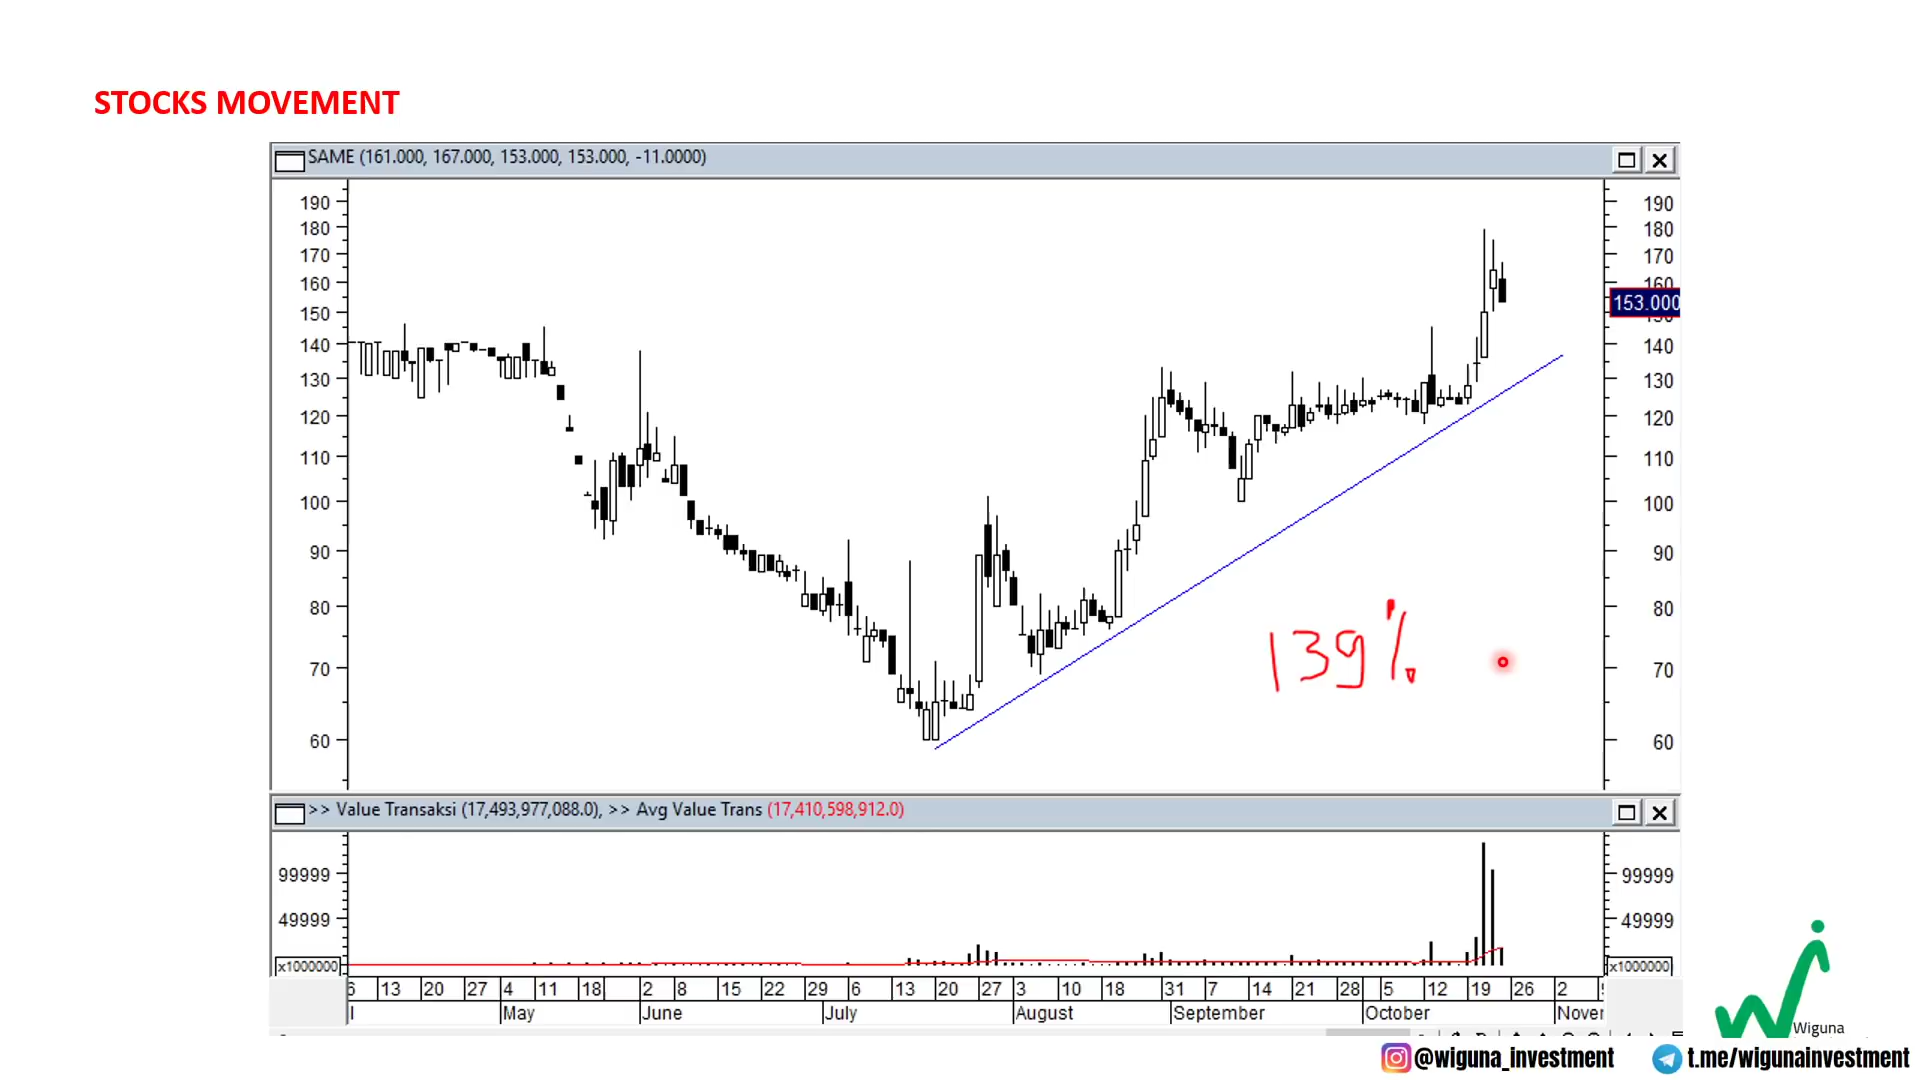 STOCKS MOVEMENT
SAME (161.000, 167.000, 153.000, 153.000, -11.0000)
190 190
180 180
170 170
160 160
153.000
150 150
140 140
130 130
120 120
110 110
100 100
90 90
80 80
139%
70 70
60 60
>> Value Transaksi (17,493,977,088.0), >> Avg Value Trans (17,410,598,912.0)
99999 99999
49999 49999
x1000000 x1000000
6 13 20 27 4 11 18 2 8 15 22 29 6 13 20 27 3 10 18 31 7 14 21 28 5 12 19 26 2
May June July August September October Nover
Wiguna
@wiguna_investment t.me/wigunainvestment